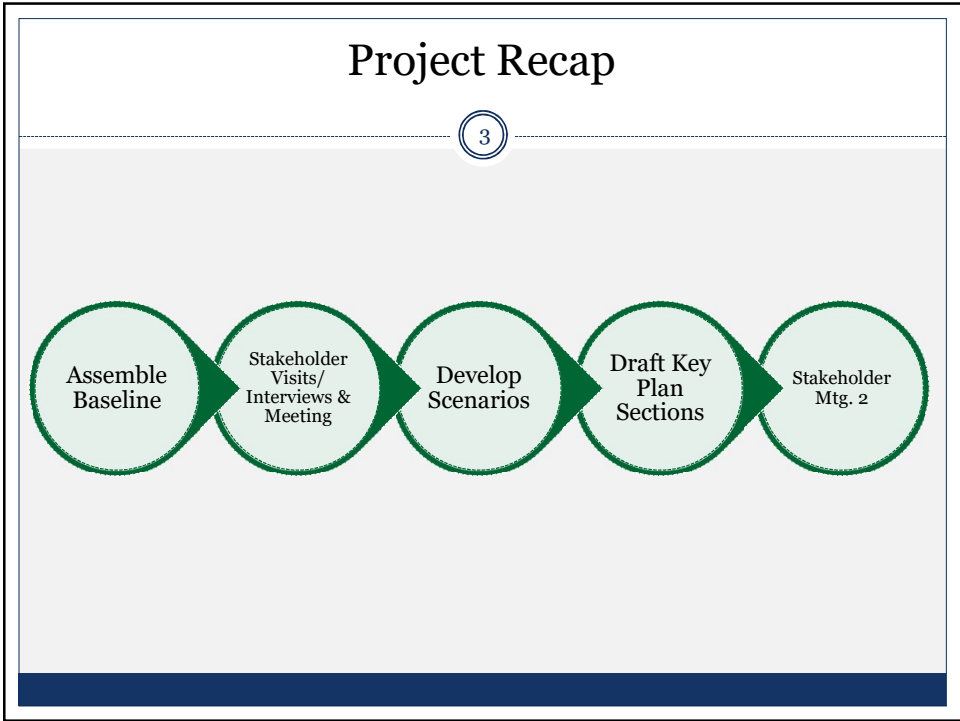 Project Recap
3
Assemble
Baseline
Stakeholder
Visits/
Interviews &
Meeting
Develop
Scenarios
Draft Key
Plan
Sections
Stakeholder
Mtg. 2